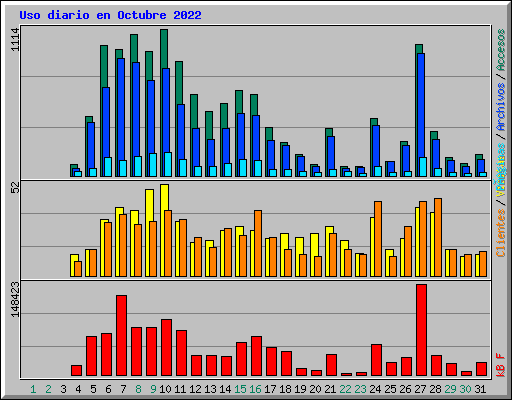 Uso diario en Octubre 2022
1114
52
148423
Clientes /
/ Archivos / Accesos
kB F
1 2 3 4 5 6 7 8 9 10 11 12 13 14 15 16 17 18 19 20 21 22 23 24 25 26 27 28 29 30 31